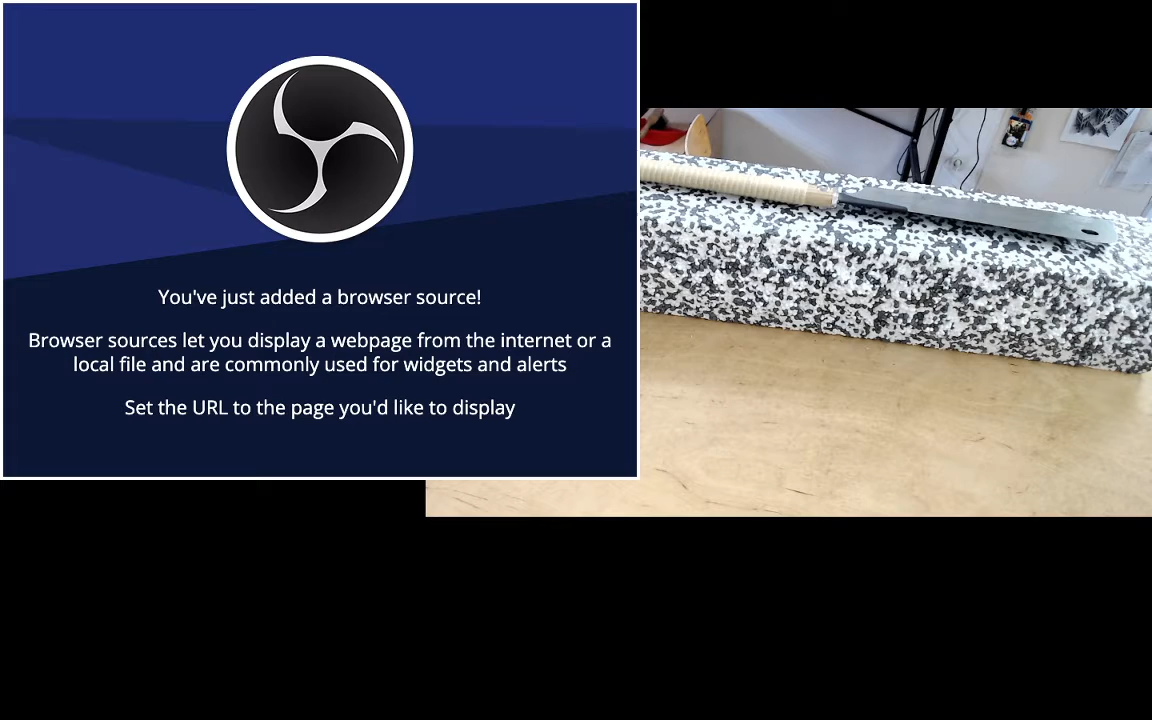 You've just added a browser source!
Browser sources let you display a webpage from the internet or a
local file and are commonly used for widgets and alerts
Set the URL to the page you'd like to display